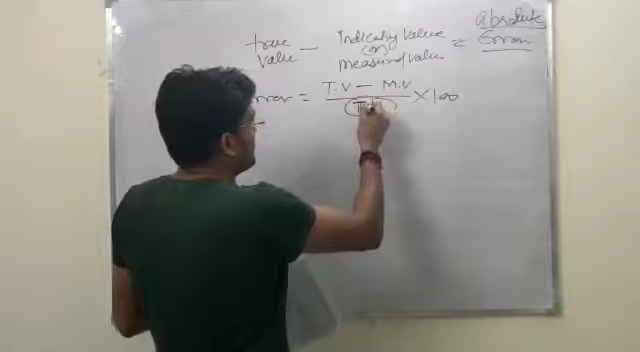 true value – Indicating value (or) measured value = Absolute Error
rror = T.V – M.V / T.V × 100